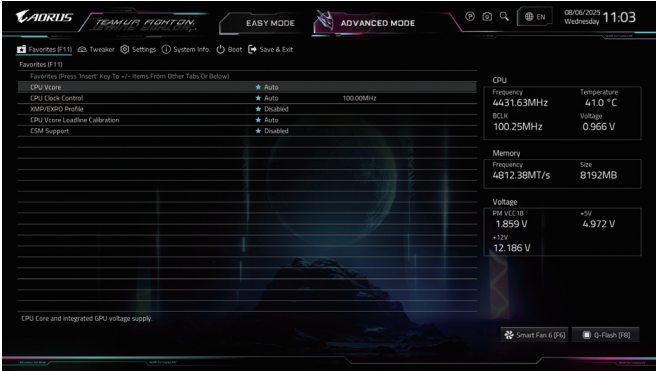 AORUS
TEAM UP. FIGHT ON.
EASY MODE
ADVANCED MODE
EN
08/06/2025
Wednesday
11:03
Favorites (F11)
Tweaker
Settings
System Info.
Boot
Save & Exit
Favorites (F11)
Favorites (Press 'Insert' Key To +/- Items From Other Tabs Or Below)
CPU Vcore ★ Auto
CPU Clock Control ★ Auto 100.00MHz
XMP/EXPO Profile ★ Disabled
CPU Vcore Loadline Calibration ★ Auto
CSM Support ★ Disabled
CPU
Frequency Temperature
4431.63MHz 41.0 °C
BCLK Voltage
100.25MHz 0.966 V
Memory
Frequency Size
4812.38MT/s 8192MB
Voltage
PM VCC18 +5V
1.859 V 4.972 V
+12V
12.186 V
CPU Core and integrated GPU voltage supply.
Smart Fan 6 [F6]
Q-Flash [F8]